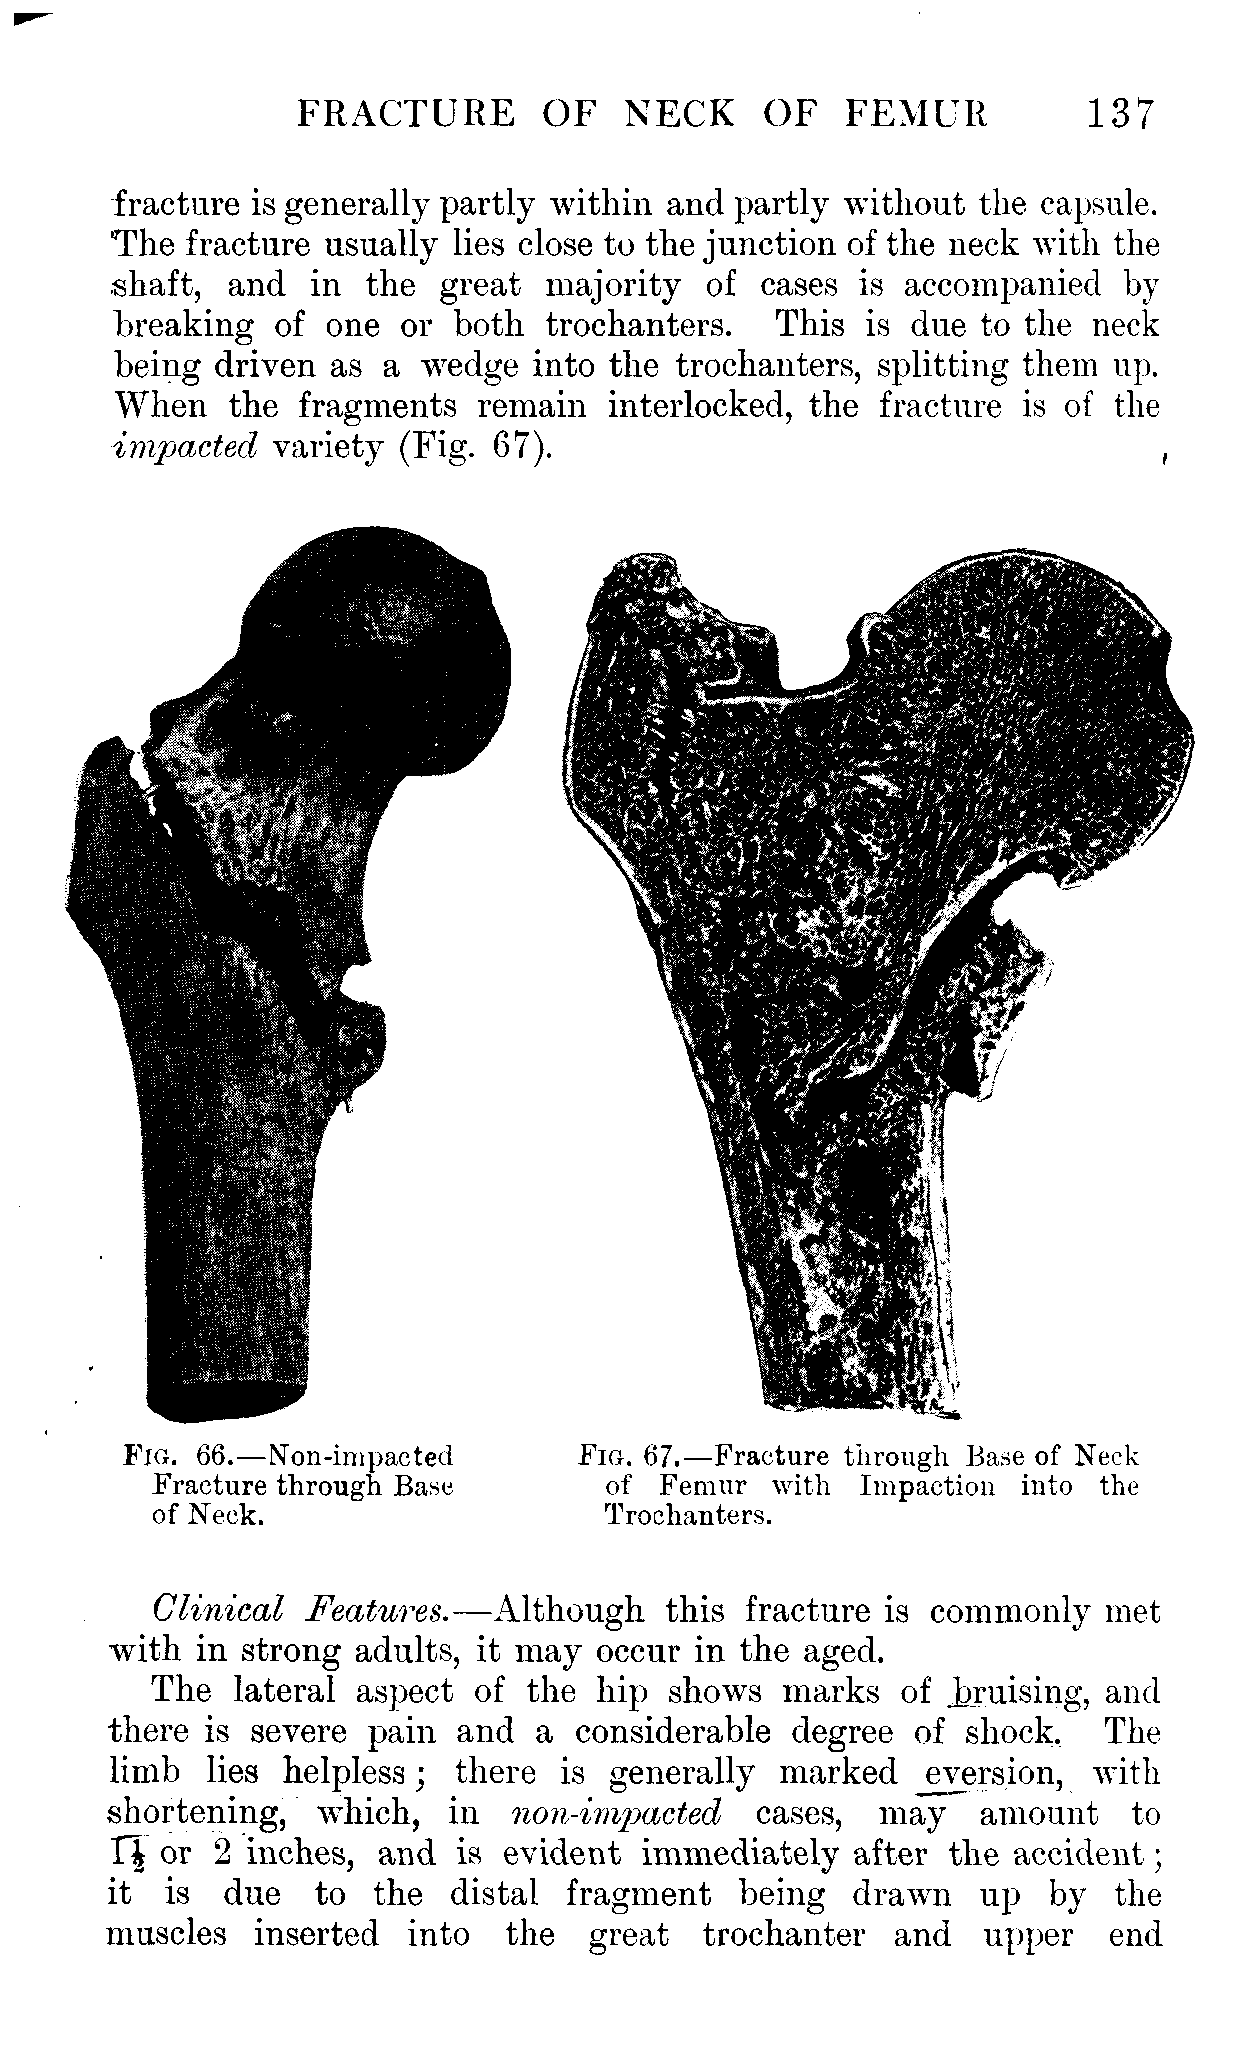 FRACTURE OF NECK OF FEMUR 137
fracture is generally partly within and partly without the capsule.
The fracture usually lies close to the junction of the neck with the
shaft, and in the great majority of cases is accompanied by
breaking of one or both trochanters. This is due to the neck
being driven as a wedge into the trochanters, splitting them up.
When the fragments remain interlocked, the fracture is of the
impacted variety (Fig. 67).
FIG. 66.—Non-impacted
Fracture through Base
of Neck.
FIG. 67.—Fracture through Base of Neck
of Femur with Impaction into the
Trochanters.
Clinical Features.—Although this fracture is commonly met
with in strong adults, it may occur in the aged.
The lateral aspect of the hip shows marks of bruising, and
there is severe pain and a considerable degree of shock. The
limb lies helpless; there is generally marked eversion, with
shortening, which, in non-impacted cases, may amount to
1½ or 2 inches, and is evident immediately after the accident;
it is due to the distal fragment being drawn up by the
muscles inserted into the great trochanter and upper end